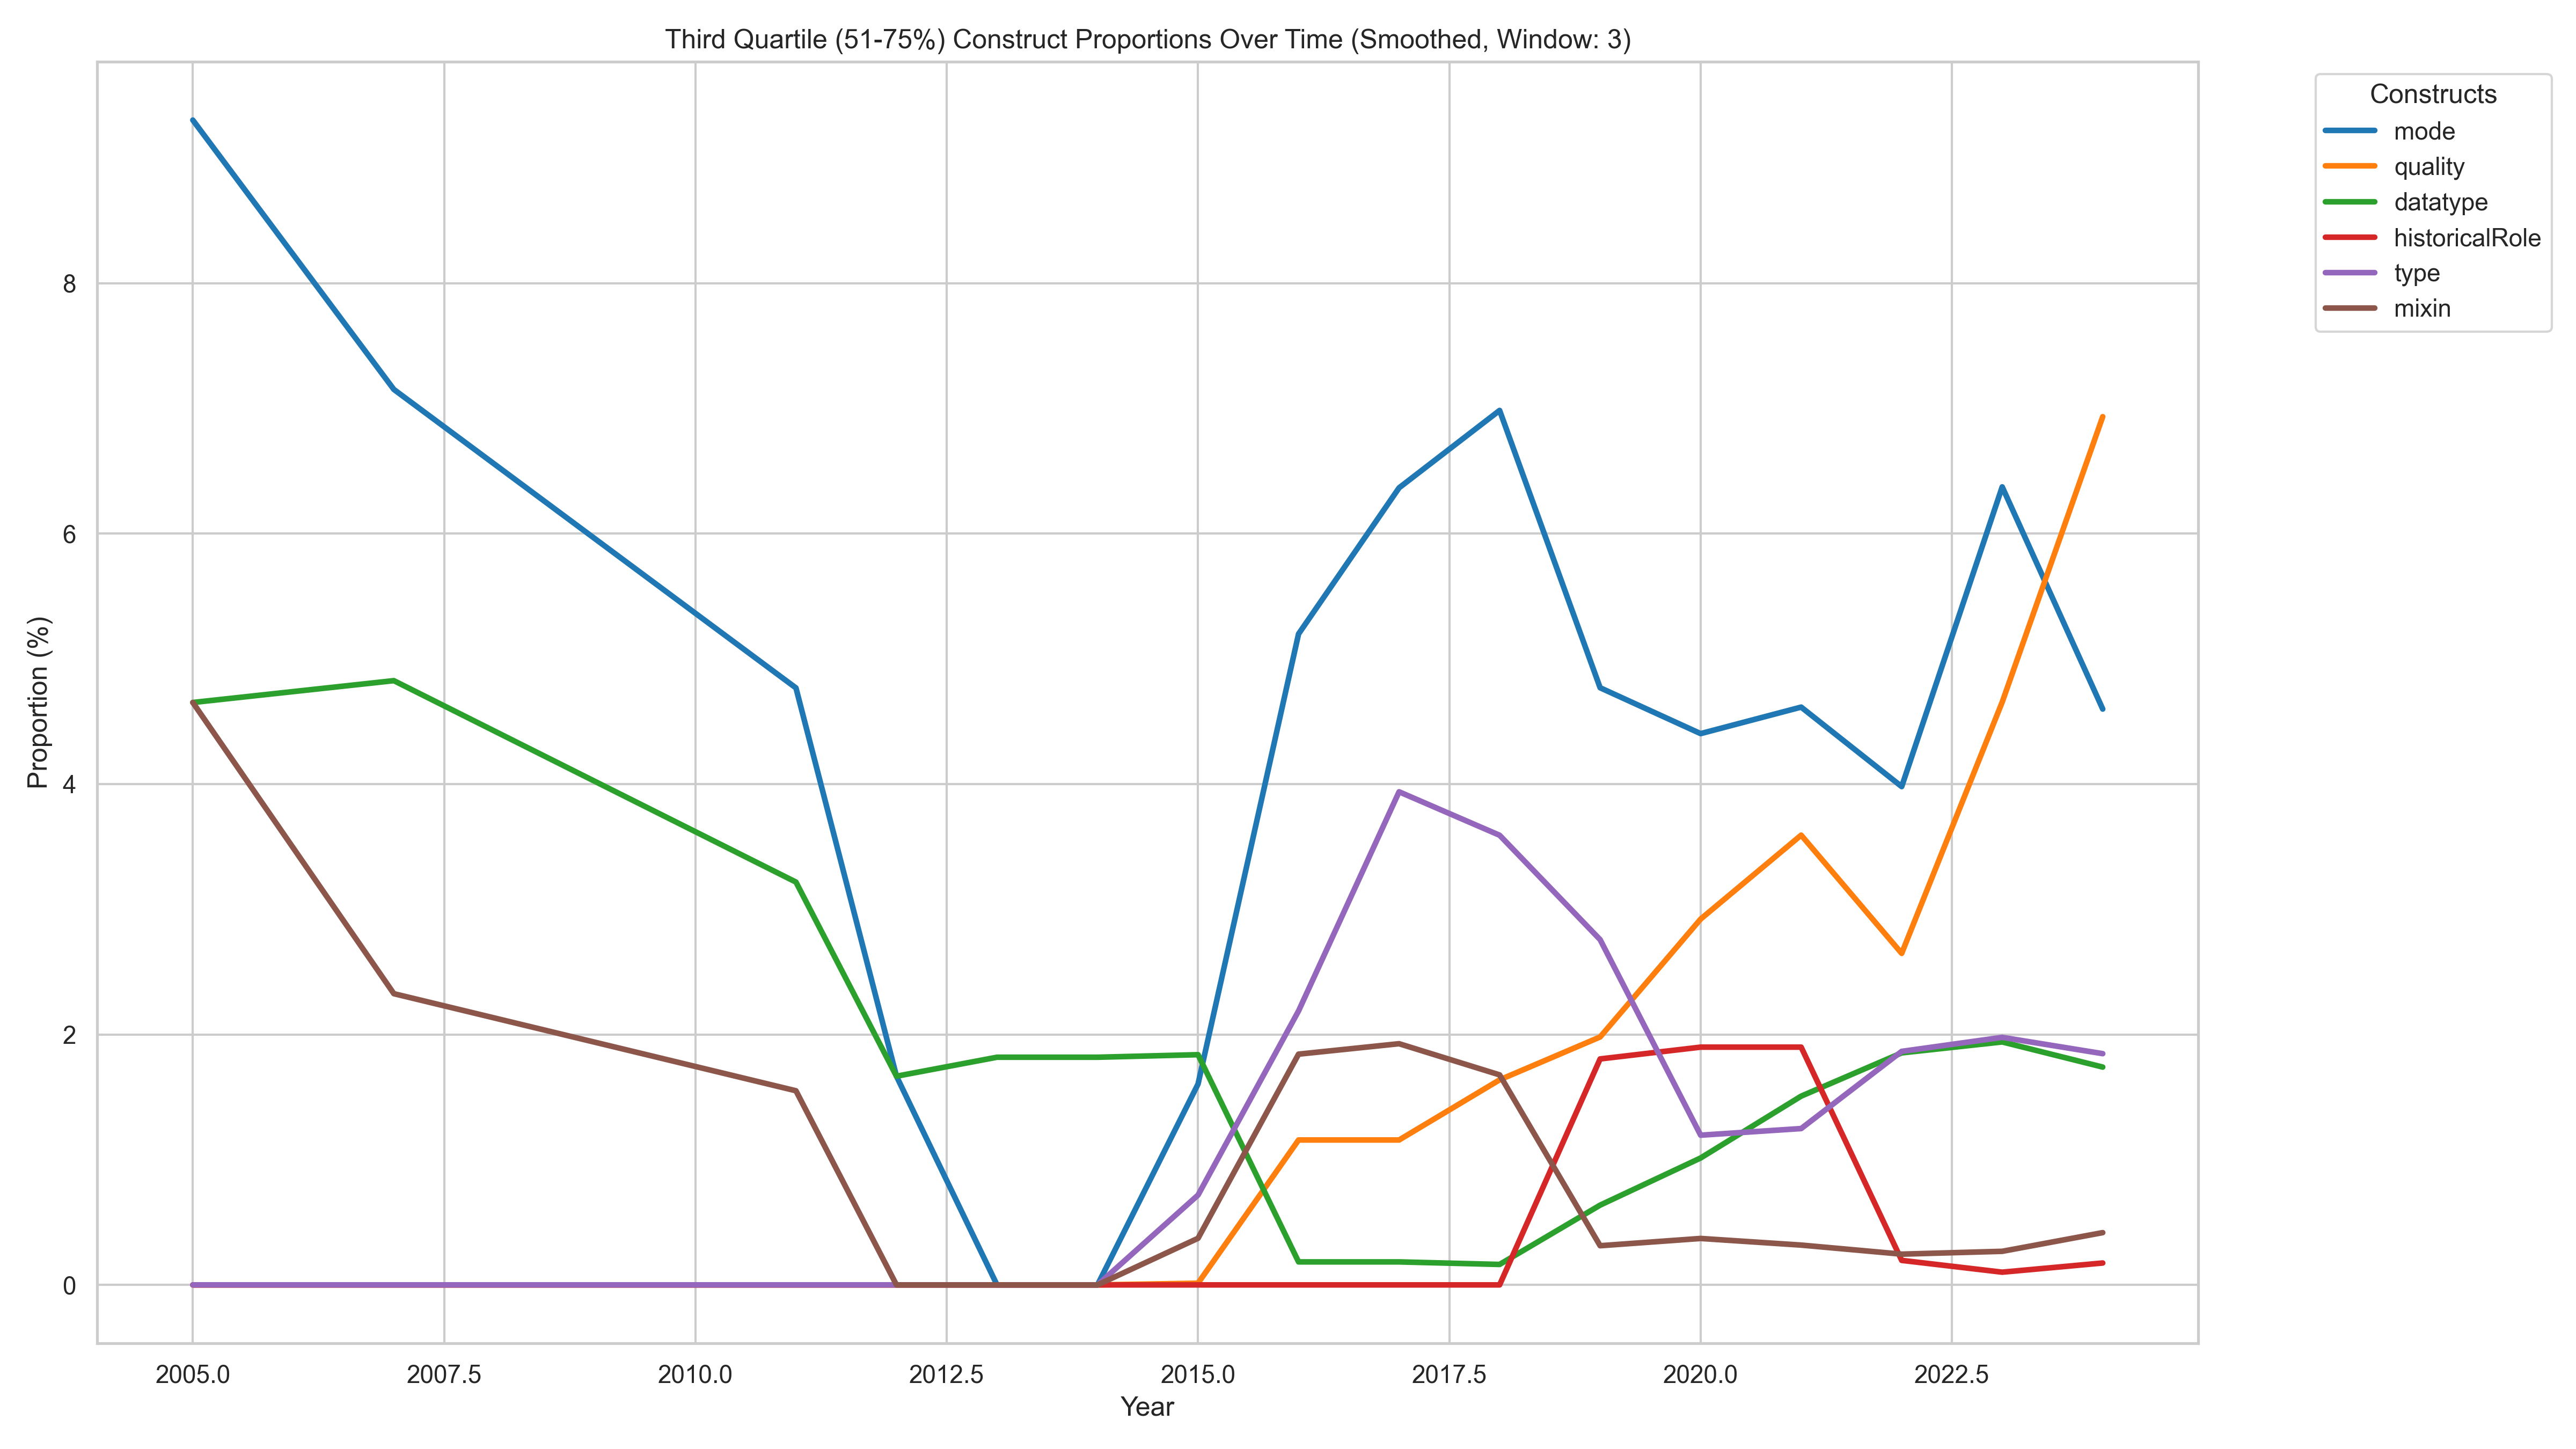 Third Quartile (51-75%) Construct Proportions Over Time (Smoothed, Window: 3)
Constructs
mode
quality
datatype
historicalRole
type
mixin
Proportion (%)
8
6
4
2
0
2005.0 2007.5 2010.0 2012.5 2015.0 2017.5 2020.0 2022.5
Year